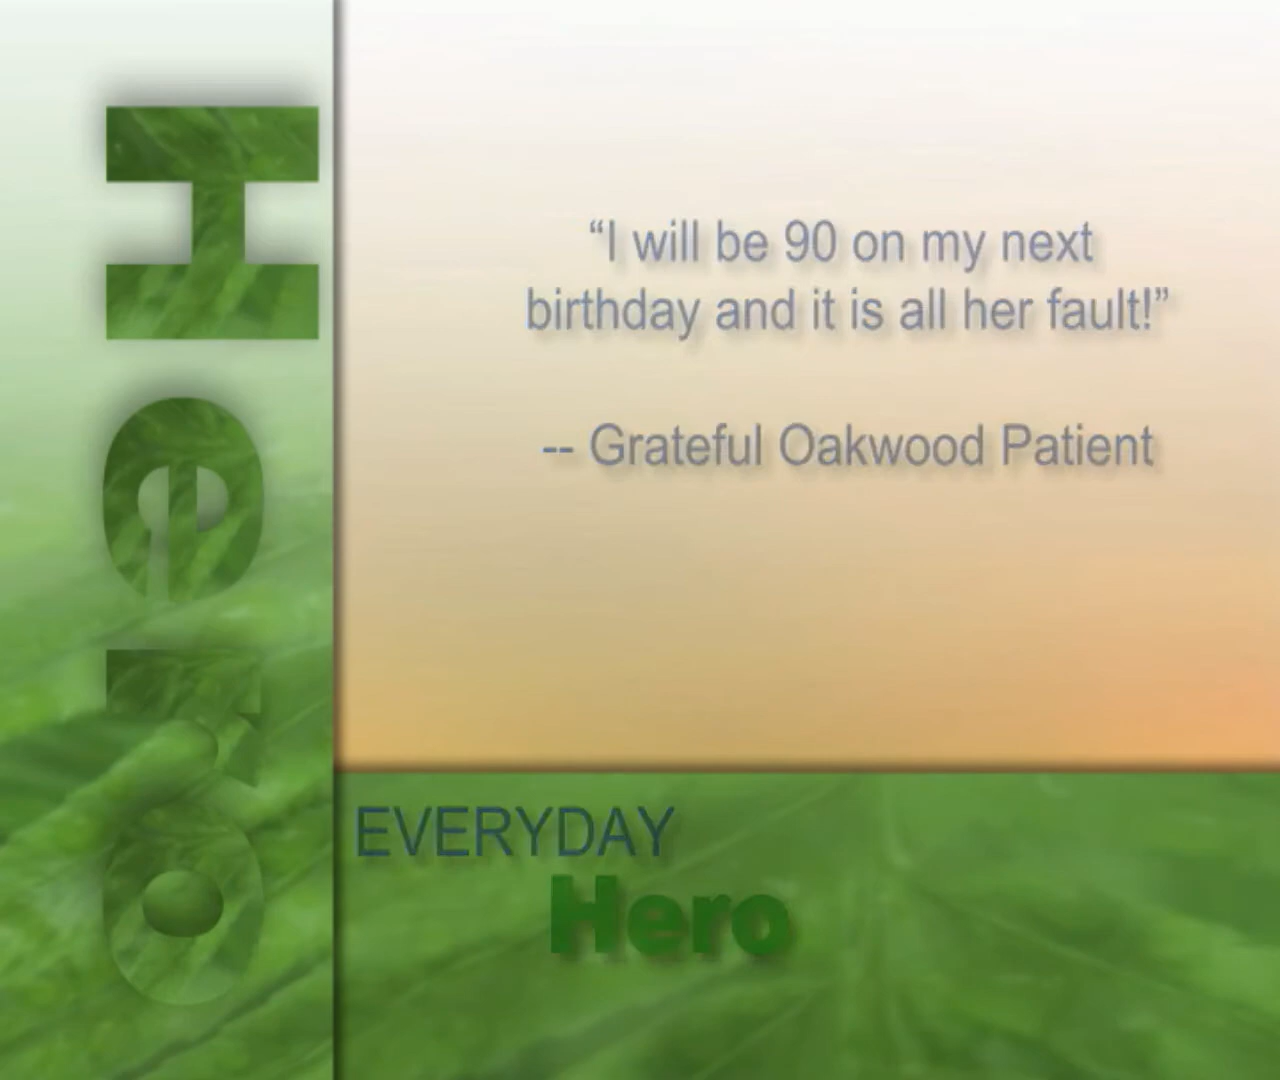 Hero
“I will be 90 on my next
birthday and it is all her fault!”
-- Grateful Oakwood Patient
EVERYDAY
Hero